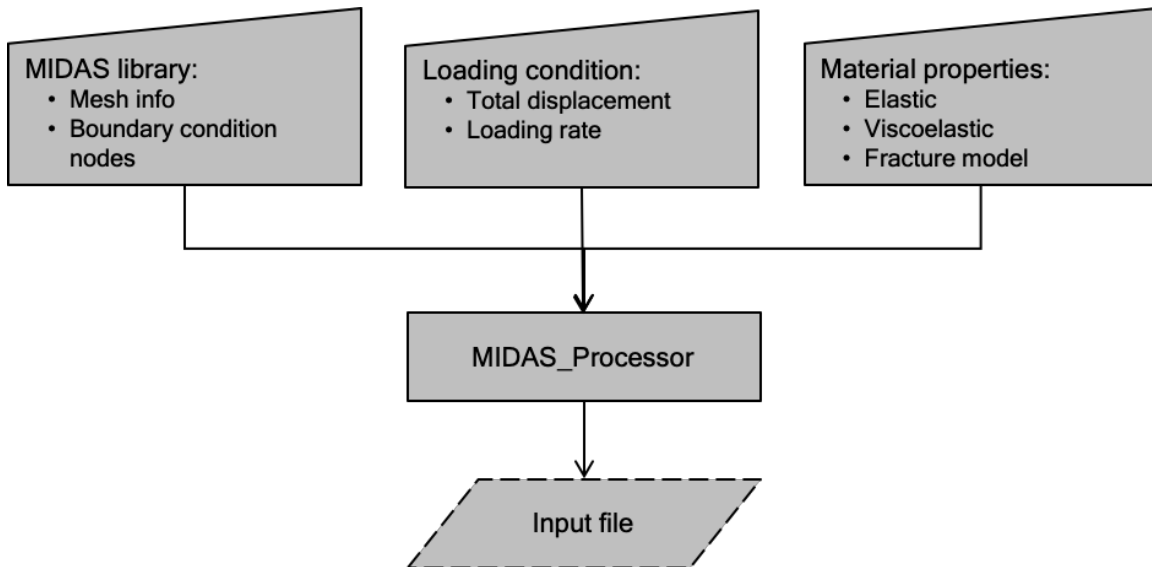 MIDAS library:
• Mesh info
• Boundary condition
nodes
Loading condition:
• Total displacement
• Loading rate
Material properties:
• Elastic
• Viscoelastic
• Fracture model
MIDAS_Processor
Input file